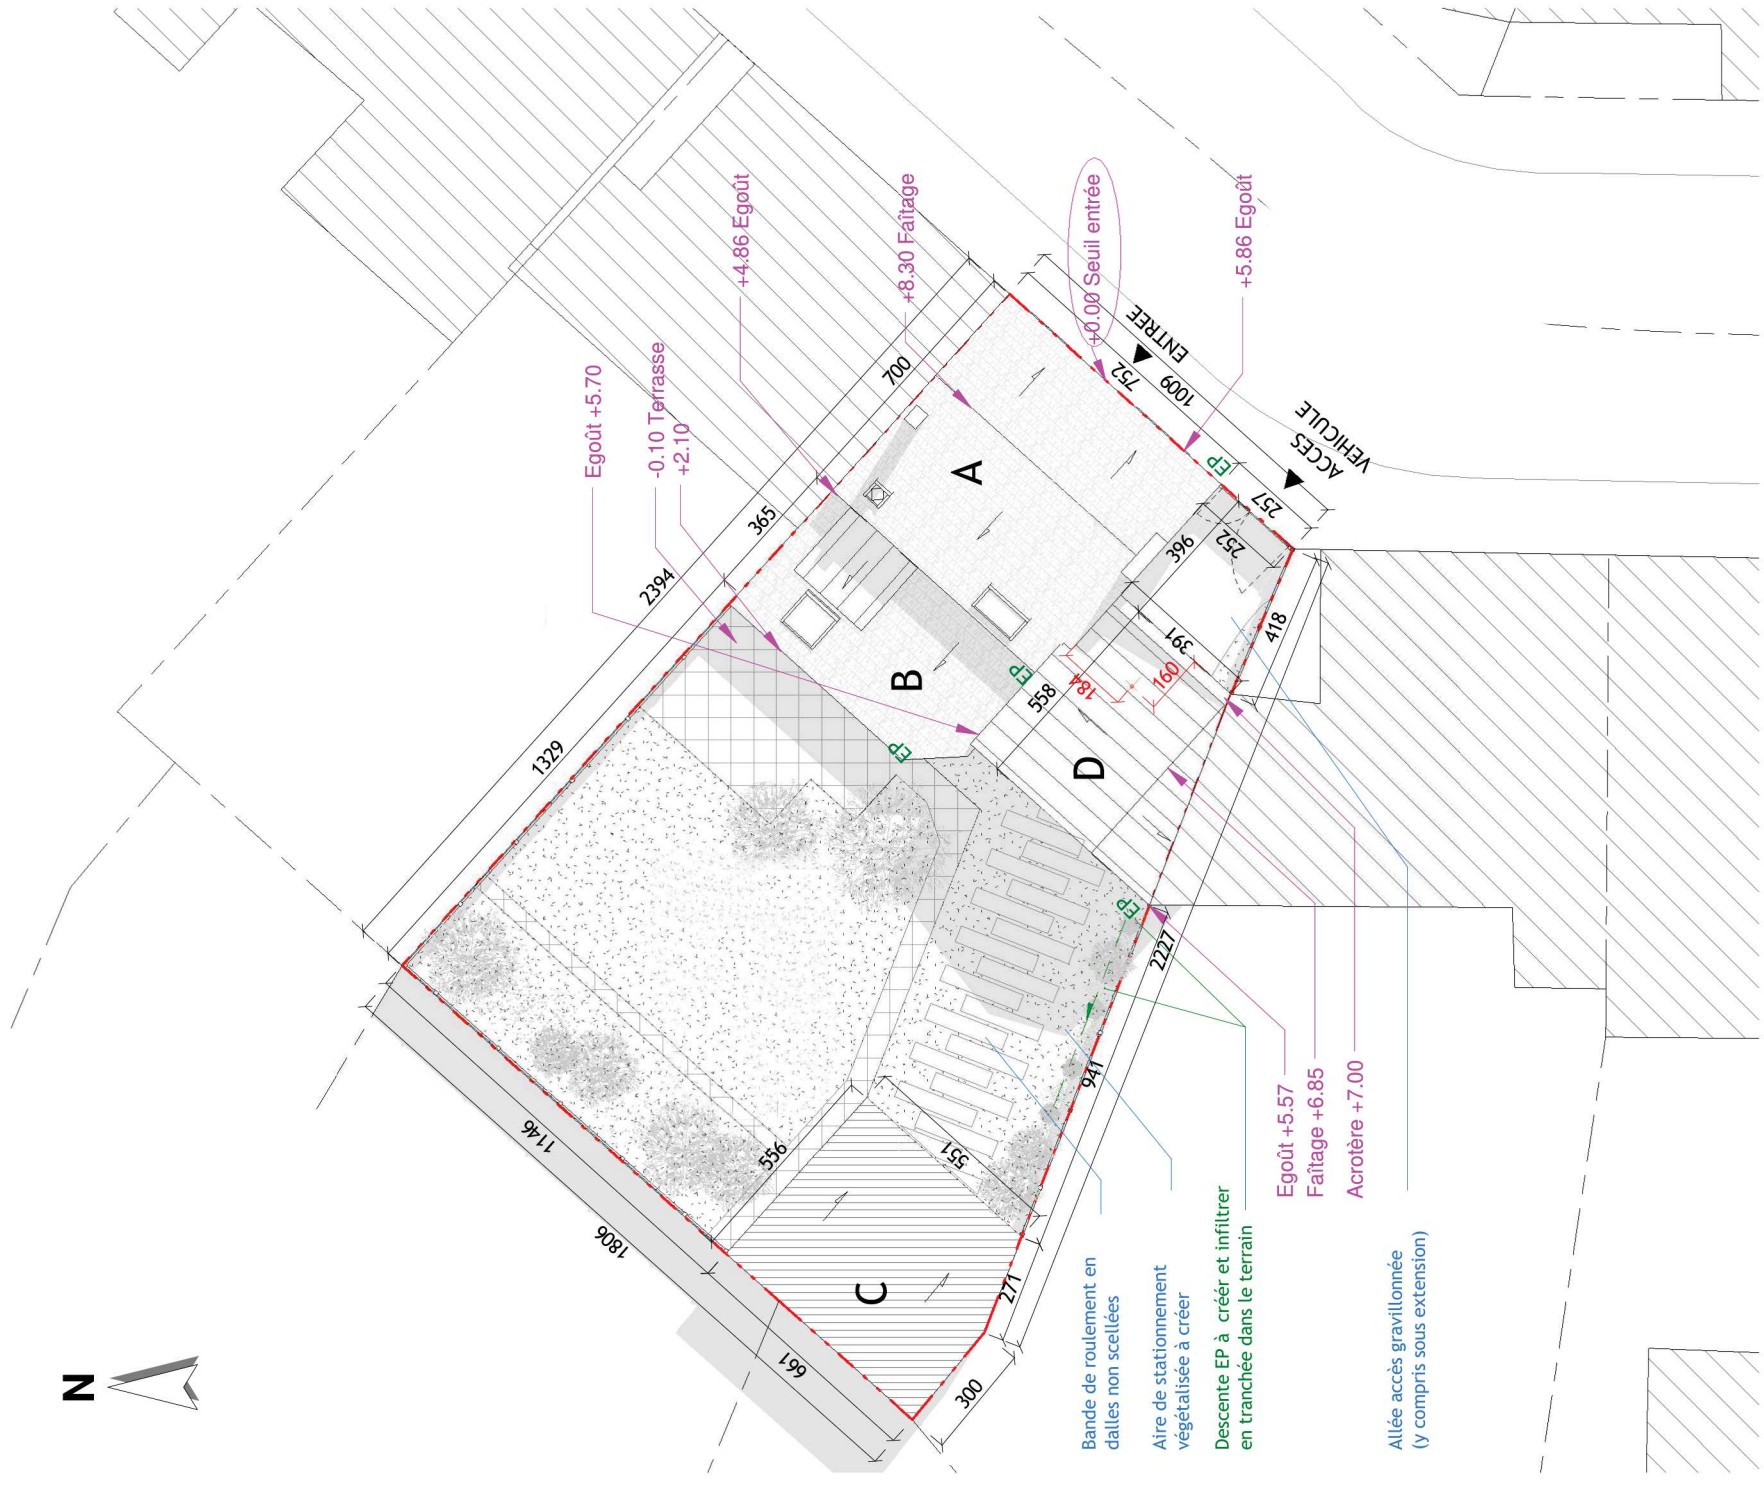 N
Egoût +5.70
-0.10 Terrasse
+2.10
+4.86 Egoût
+8.30 Faîtage
+0.00 Seuil entrée
+5.86 Egoût
ENTREE
ACCES
VEHICULE
2394
1329
365
700
752
1009
257
252
396
391
418
184
160
558
A
B
C
D
EP
EP
EP
EP
2227
941
271
300
551
556
1146
1806
661
Egoût +5.57
Faîtage +6.85
Acrotère +7.00
Bande de roulement en
dalles non scellées
Aire de stationnement
végétalisée à créer
Descente EP à créér et infiltrer
en tranchée dans le terrain
Allée accès gravillonnée
(y compris sous extension)